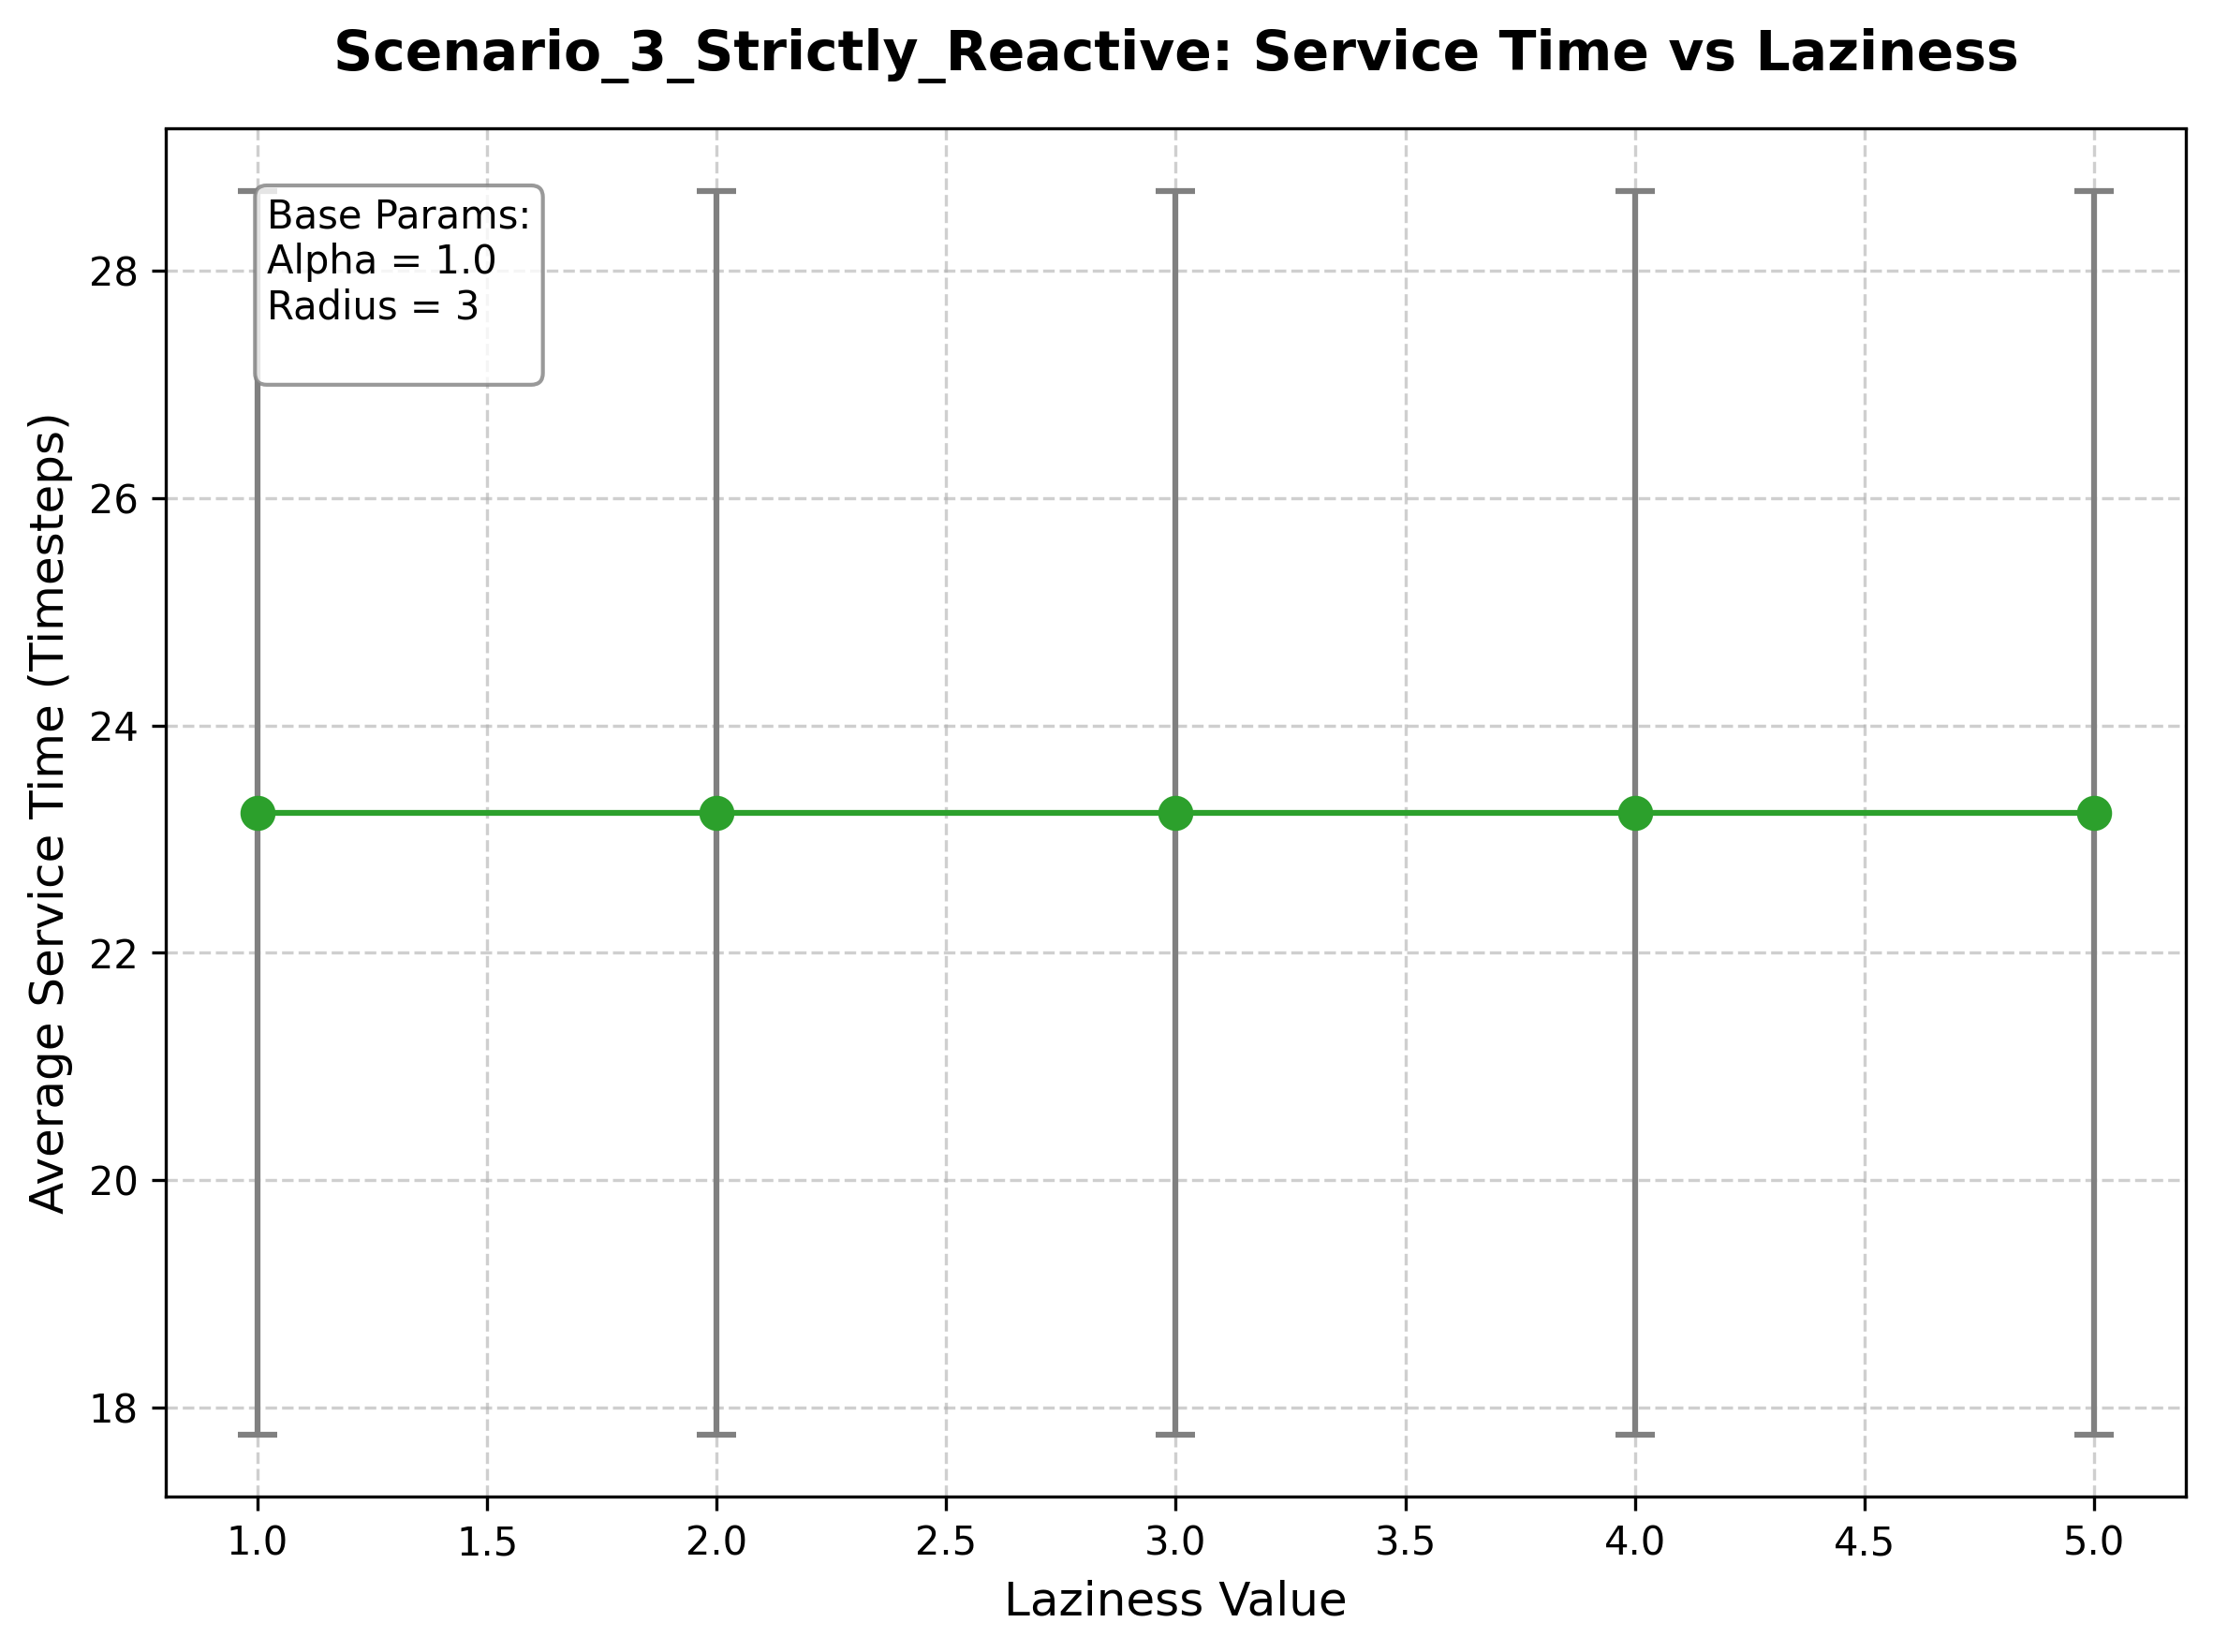 Scenario_3_Strictly_Reactive: Service Time vs Laziness
Base Params:
Alpha = 1.0
Radius = 3
Average Service Time (Timesteps)
28
26
24
22
20
18
1.0 1.5 2.0 2.5 3.0 3.5 4.0 4.5 5.0
Laziness Value